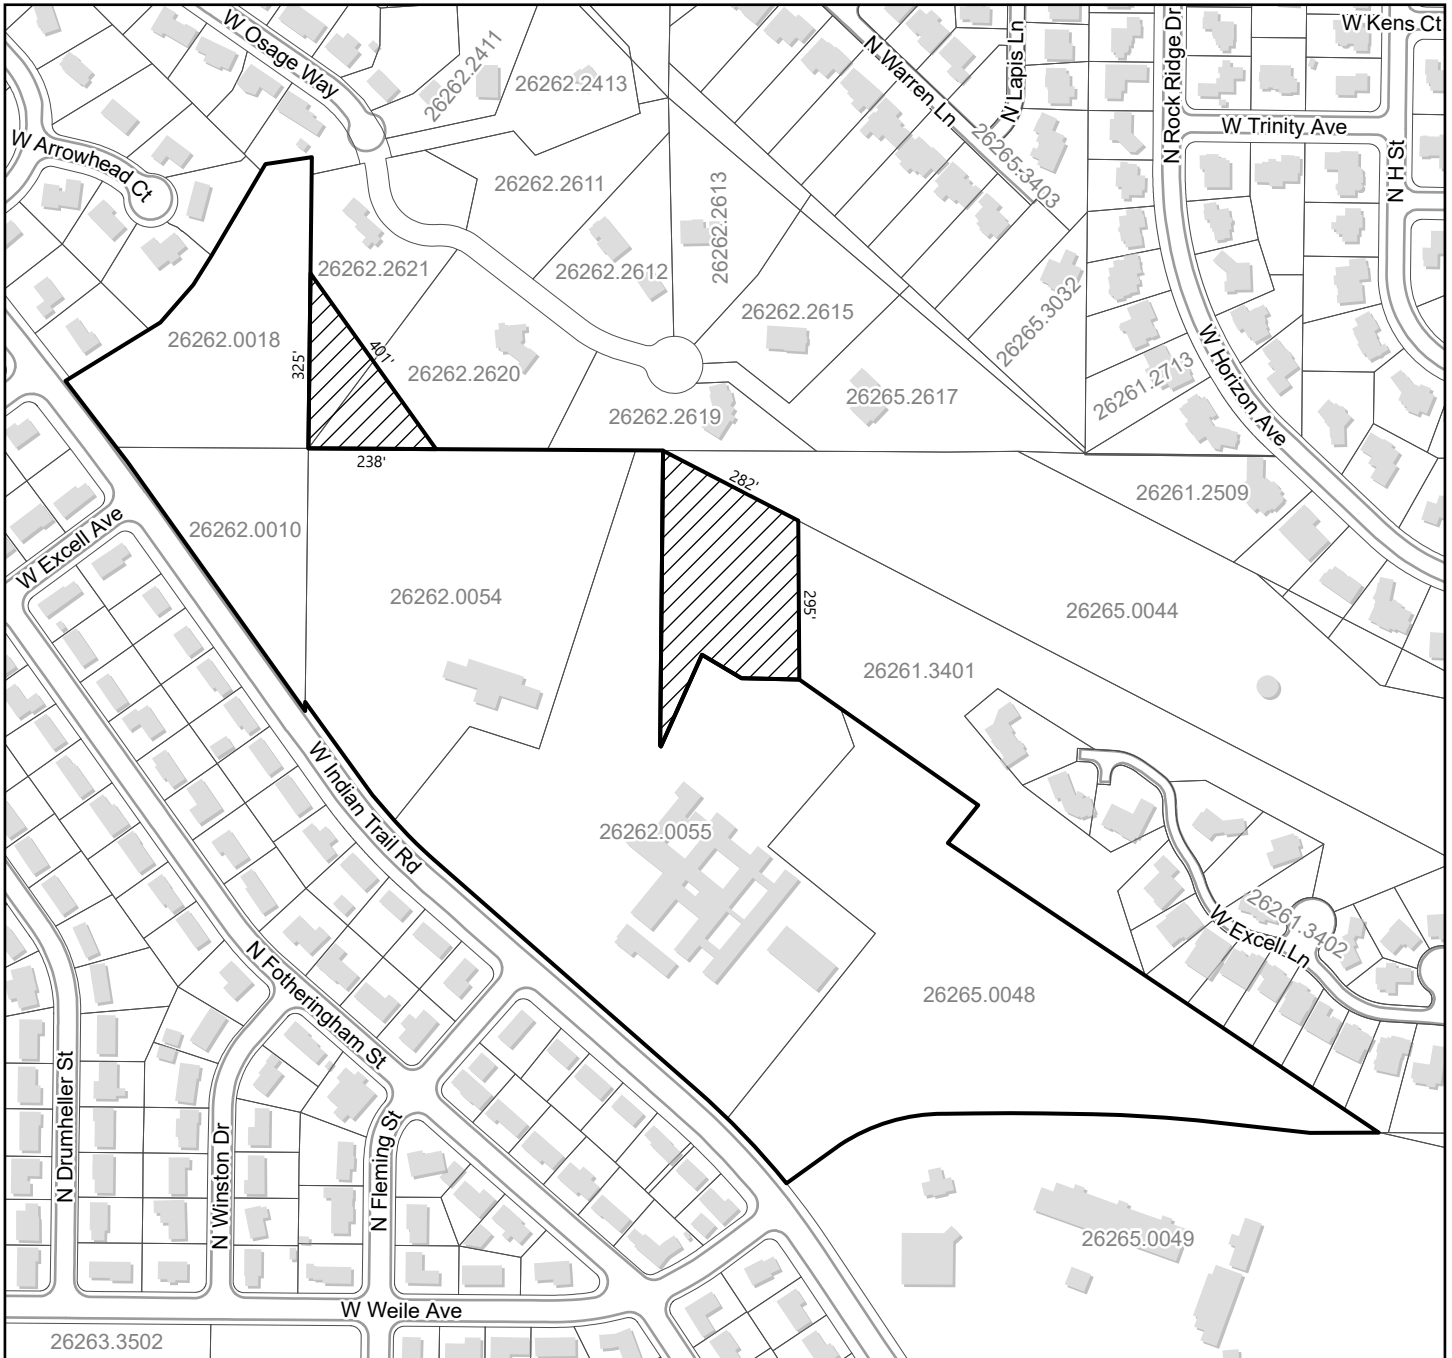 W Kens Ct
W Osage Way
26262.2411
26262.2413
N Warren Ln
N Lapis Ln
N Rock Ridge Dr
W Trinity Ave
N H St
W Arrowhead Ct
26262.2611
26262.2613
26265.3403
26262.2621
26262.2612
26262.2615
26265.3032
26262.0018
325'
401'
26262.2620
26262.2619
26265.2617
26261.2713
W Horizon Ave
238'
282'
26261.2509
W Excell Ave
26262.0010
26262.0054
295'
26265.0044
26261.3401
W Indian Trail Rd
26262.0055
26261.3402
W Excell Ln
N Fotheringham St
26265.0048
N Drumheller St
N Winston Dr
N Fleming St
26265.0049
W Weile Ave
26263.3502